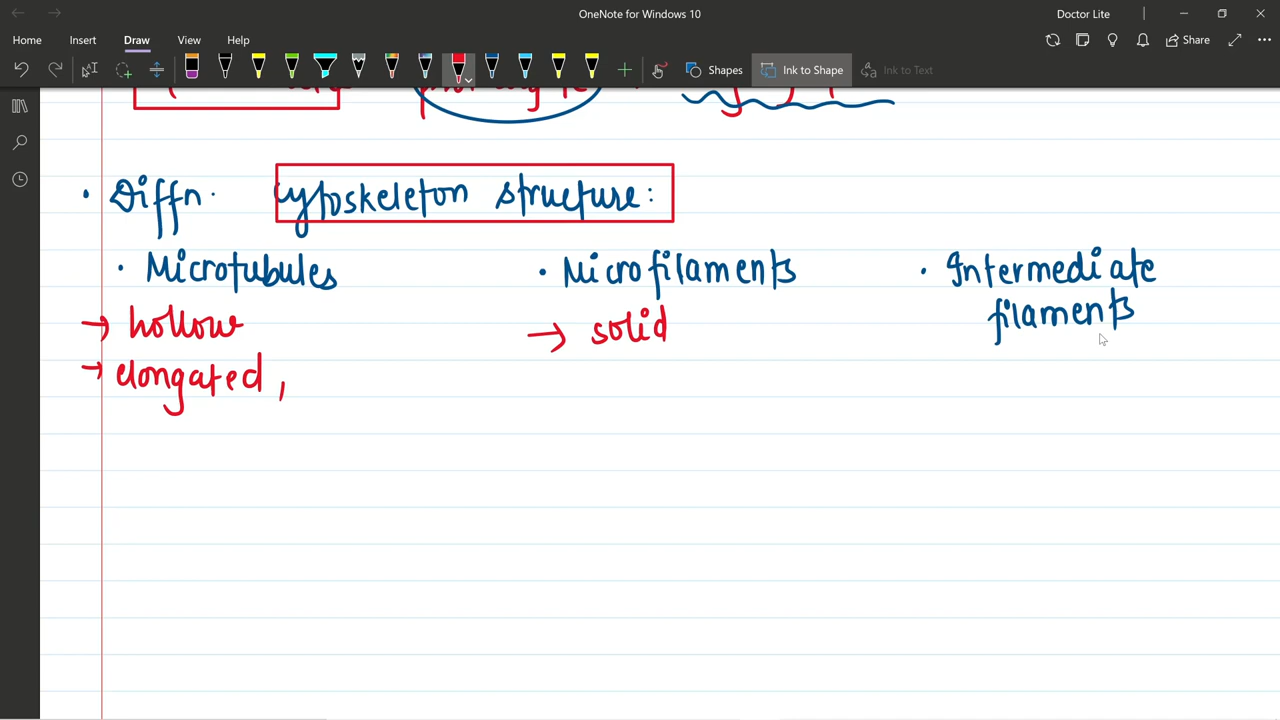 OneNote for Windows 10
Doctor Lite
Home Insert Draw View Help
Share
Shapes Ink to Shape Ink to Text
• Diffn. cytoskeleton structure:
• Microtubules • Microfilaments • Intermediate filaments
→ hollow → solid
→ elongated,